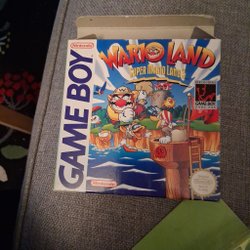 Nintendo
GAME BOY
WARIO LAND
SUPER MARIO LAND 3
Nintendo